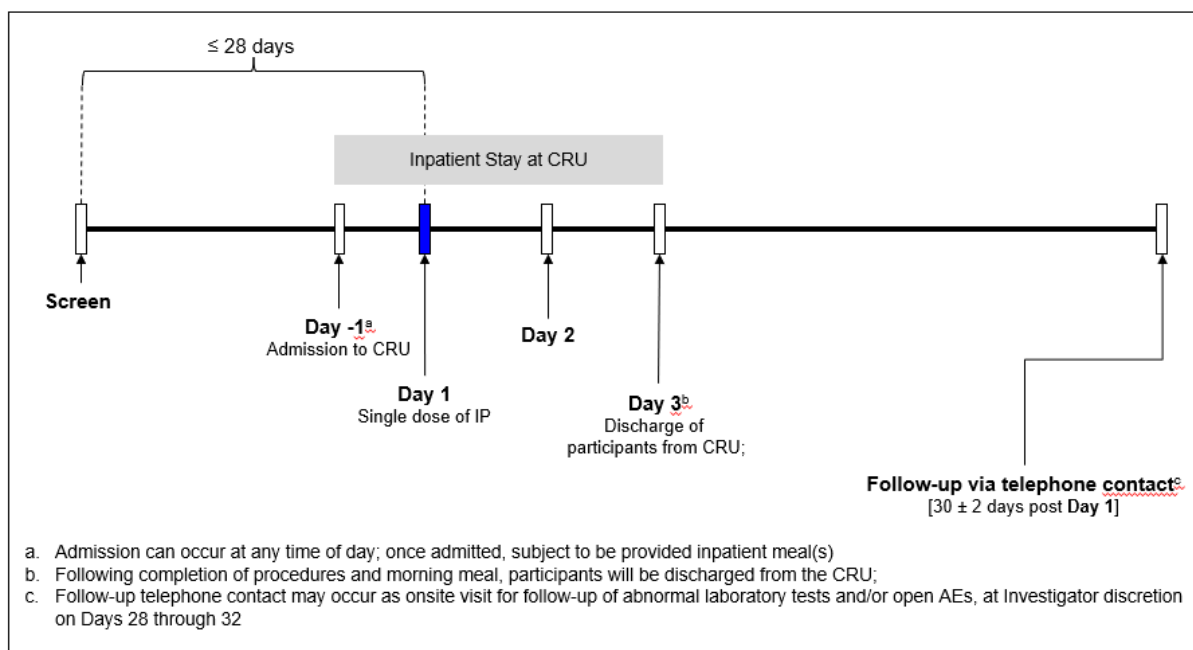 ≤ 28 days
Inpatient Stay at CRU
Screen
Day -1ª
Admission to CRU
Day 1
Single dose of IP
Day 2
Day 3ᵇ
Discharge of
participants from CRU;
Follow-up via telephone contactᶜ
[30 ± 2 days post Day 1]
a. Admission can occur at any time of day; once admitted, subject to be provided inpatient meal(s)
b. Following completion of procedures and morning meal, participants will be discharged from the CRU;
c. Follow-up telephone contact may occur as onsite visit for follow-up of abnormal laboratory tests and/or open AEs, at Investigator discretion
on Days 28 through 32